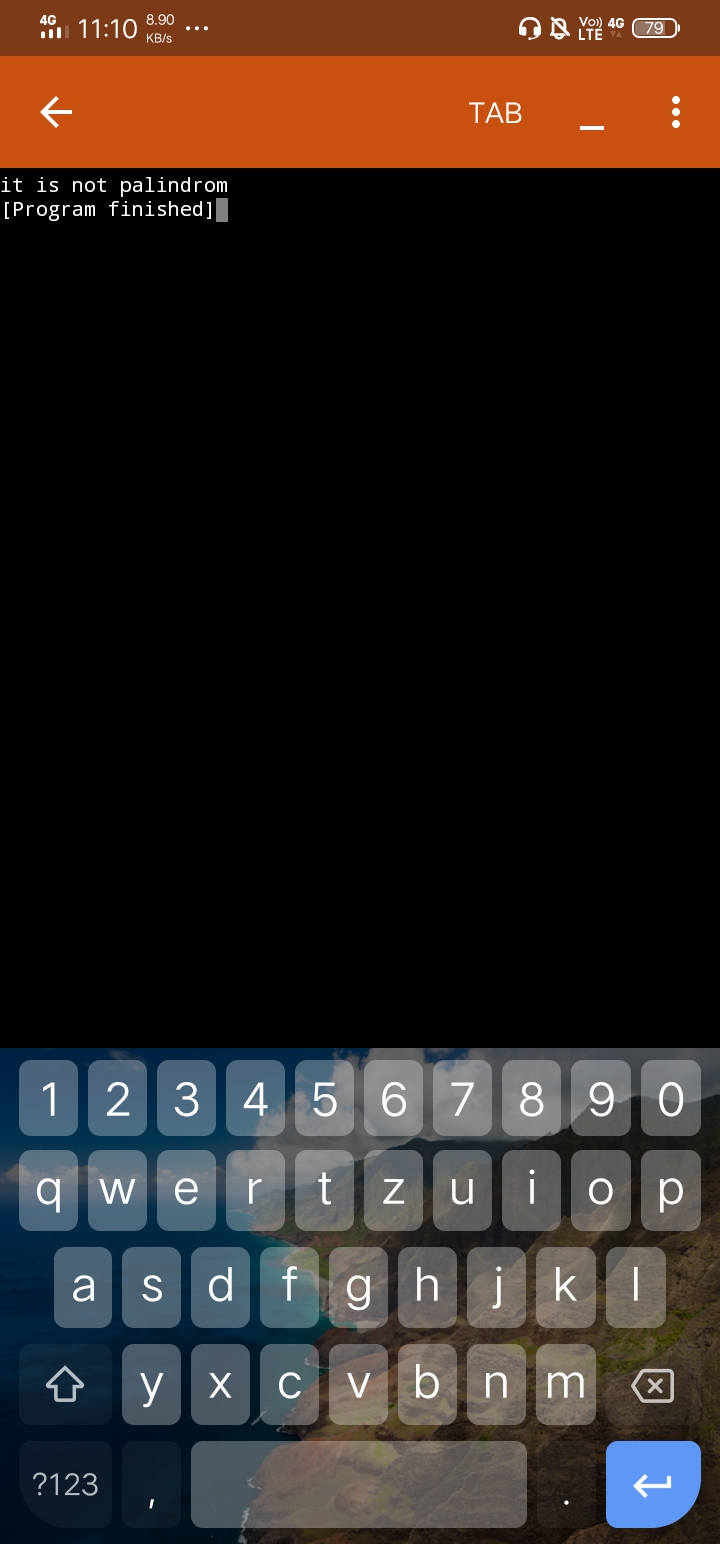 4G 11:10 8.90 KB/s ... Vo)) LTE 4G 79
TAB _
it is not palindrom
[Program finished]
1 2 3 4 5 6 7 8 9 0
q w e r t z u i o p
a s d f g h j k l
y x c v b n m
?123 , .